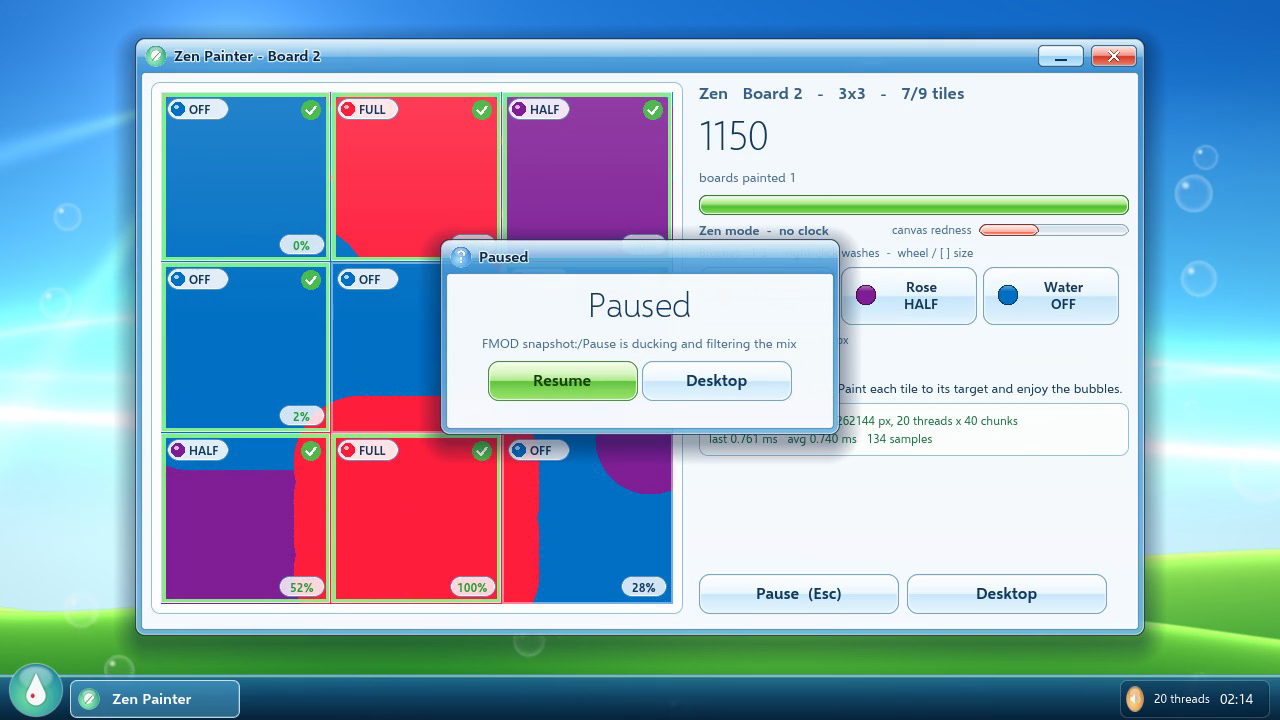 Zen Painter - Board 2
OFF
FULL
HALF
0%
OFF
OFF
2%
HALF
FULL
OFF
52%
100%
28%
Zen Board 2 - 3x3 - 7/9 tiles
1150
boards painted 1
Zen mode - no clock
canvas redness
washes - wheel / [ ] size
Rose
HALF
Water
OFF
px
Paint each tile to its target and enjoy the bubbles.
262144 px, 20 threads x 40 chunks
last 0.761 ms avg 0.740 ms 134 samples
Pause (Esc)
Desktop
Paused
Paused
FMOD snapshot:/Pause is ducking and filtering the mix
Resume
Desktop
Zen Painter
20 threads
02:14